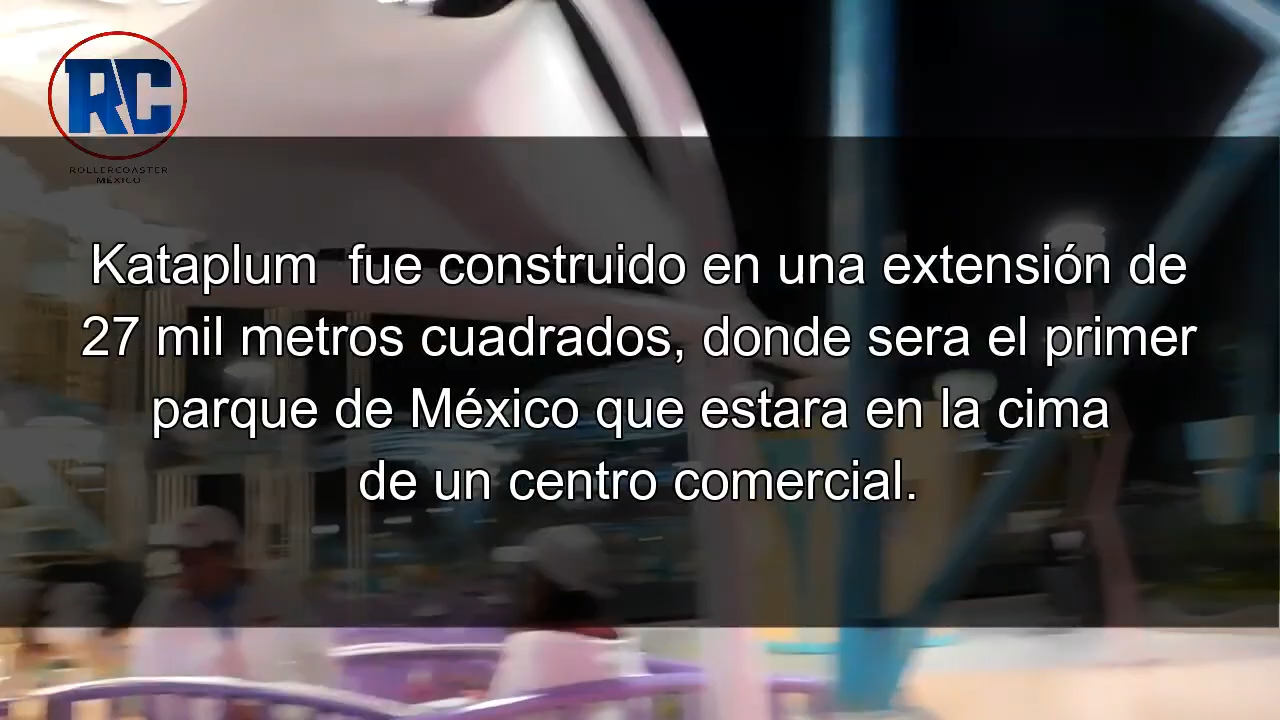 RC
ROLLERCOASTER
MÉXICO
Kataplum  fue construido en una extensión de
27 mil metros cuadrados, donde sera el primer
parque de México que estara en la cima
de un centro comercial.